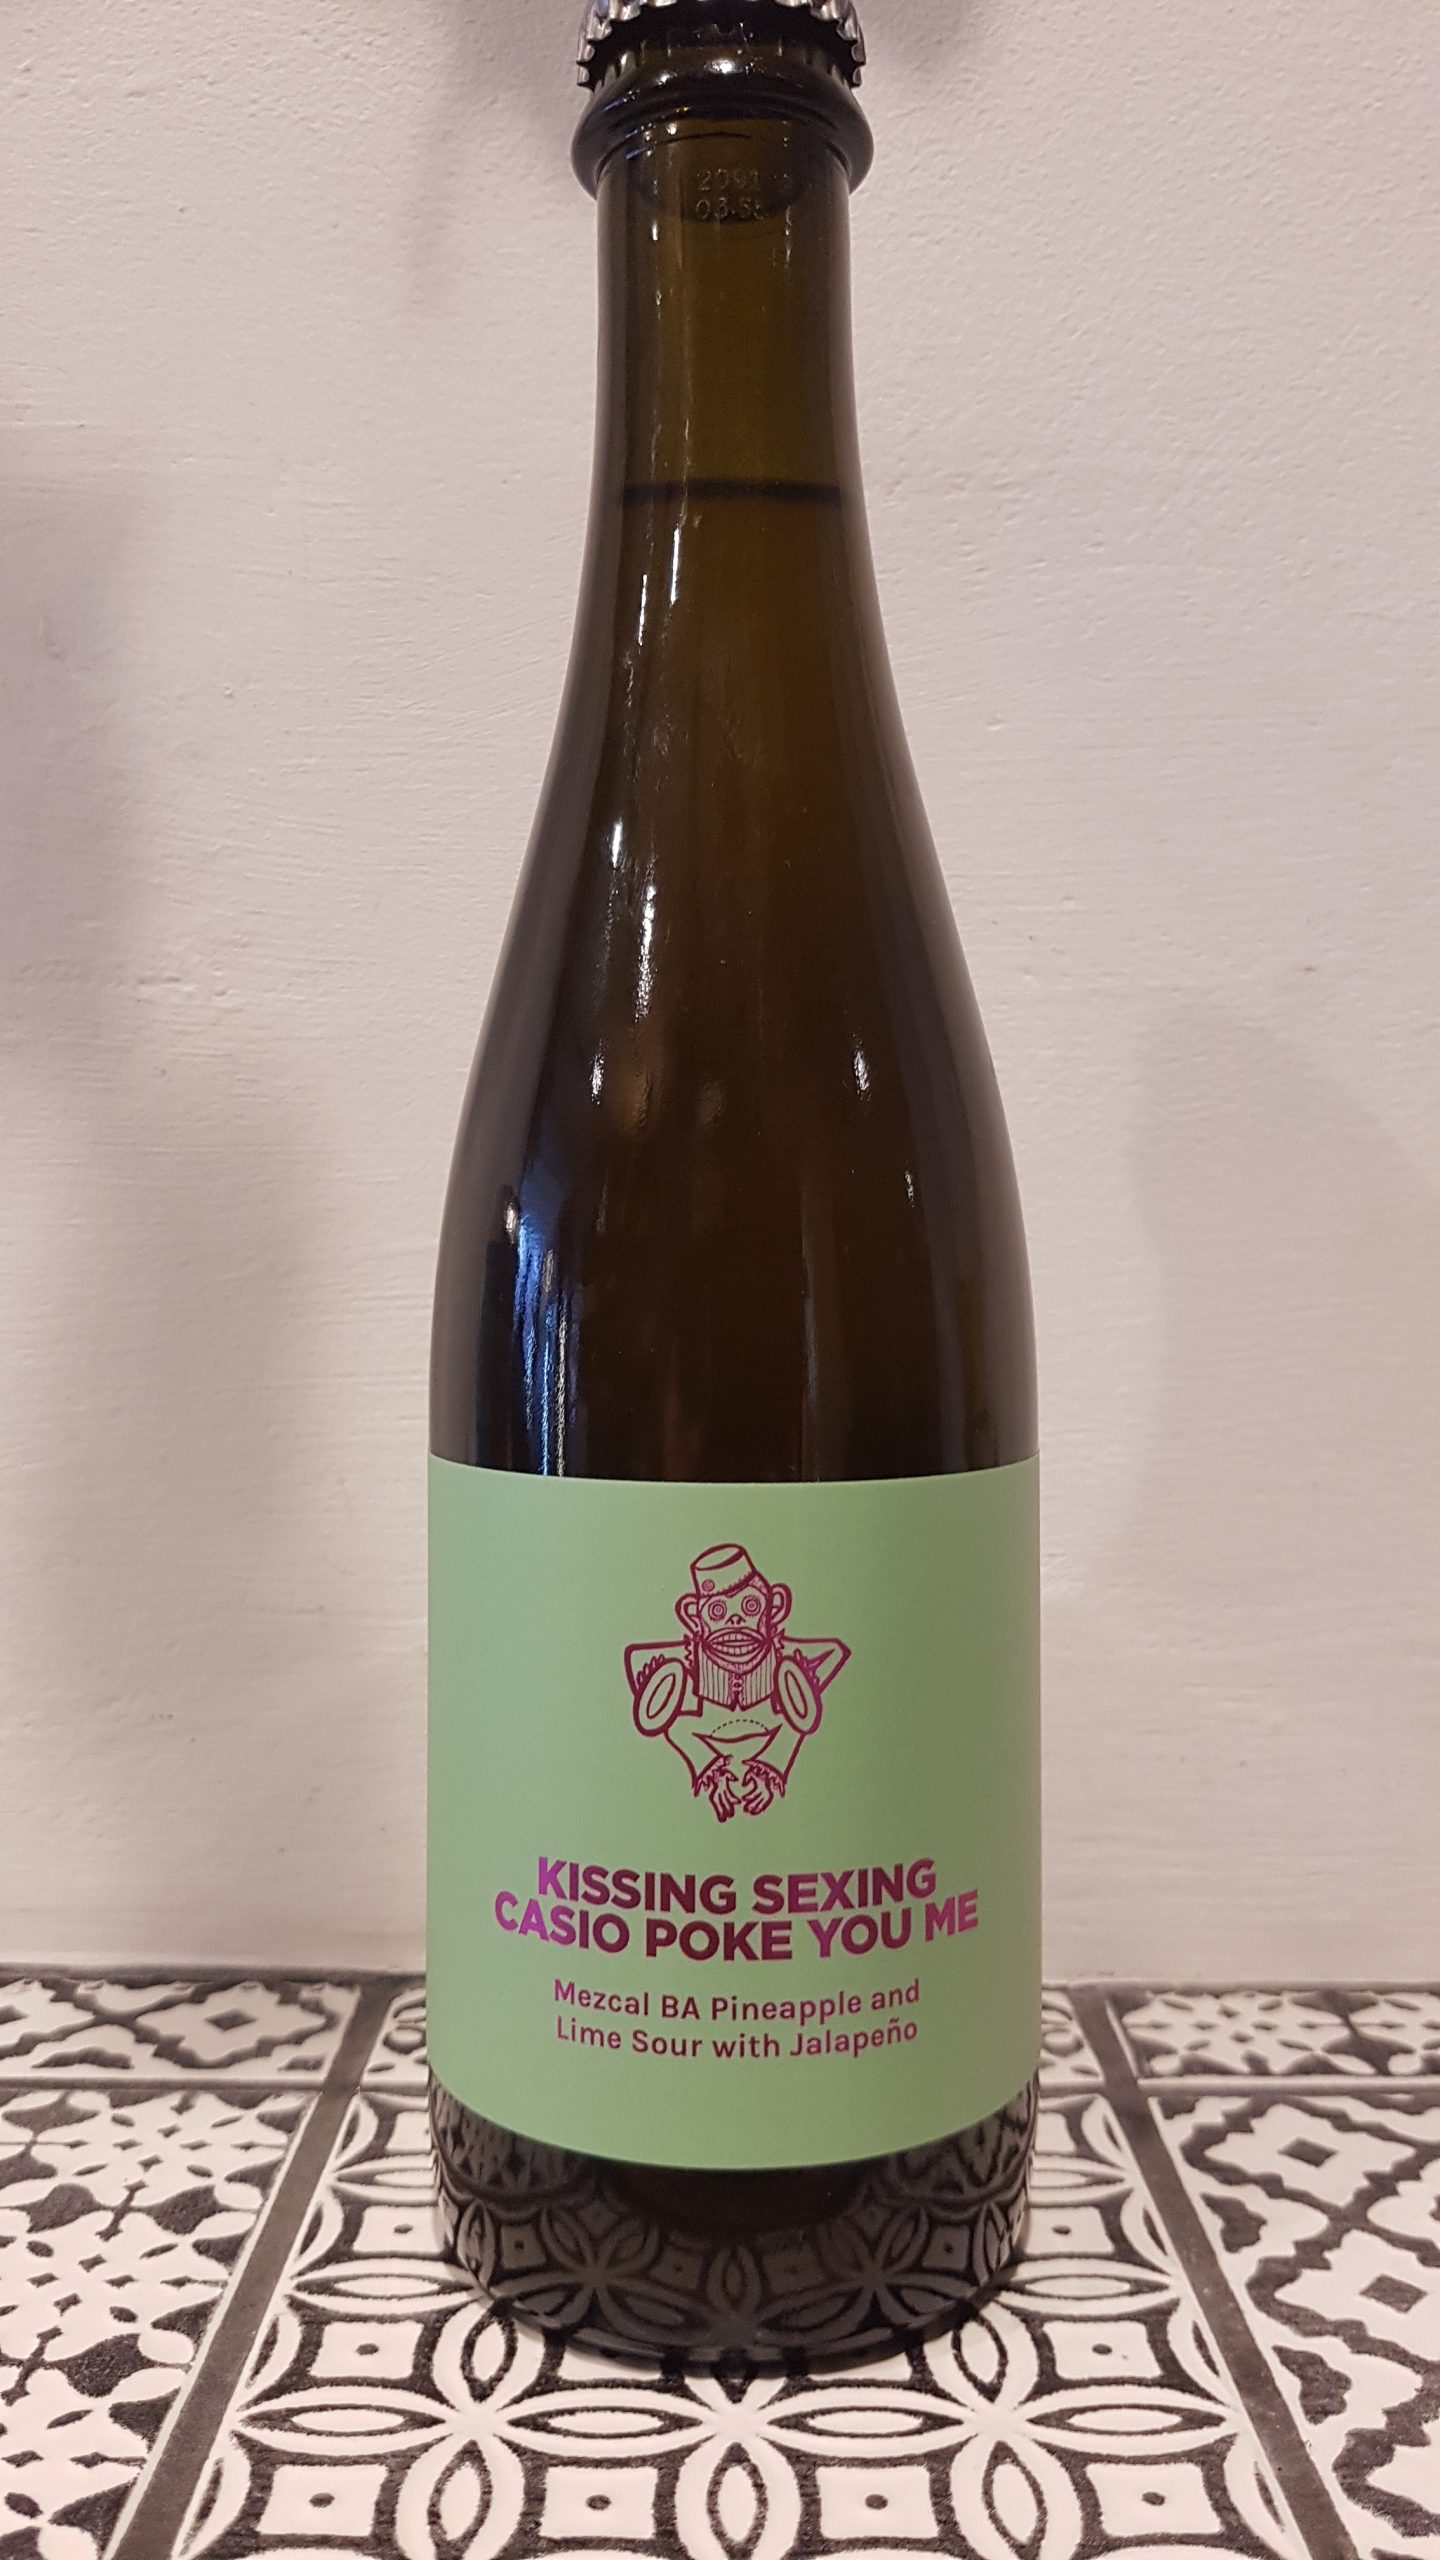 KISSING SEXING
CASIO POKE YOU ME
Mezcal BA Pineapple and
Lime Sour with Jalapeño